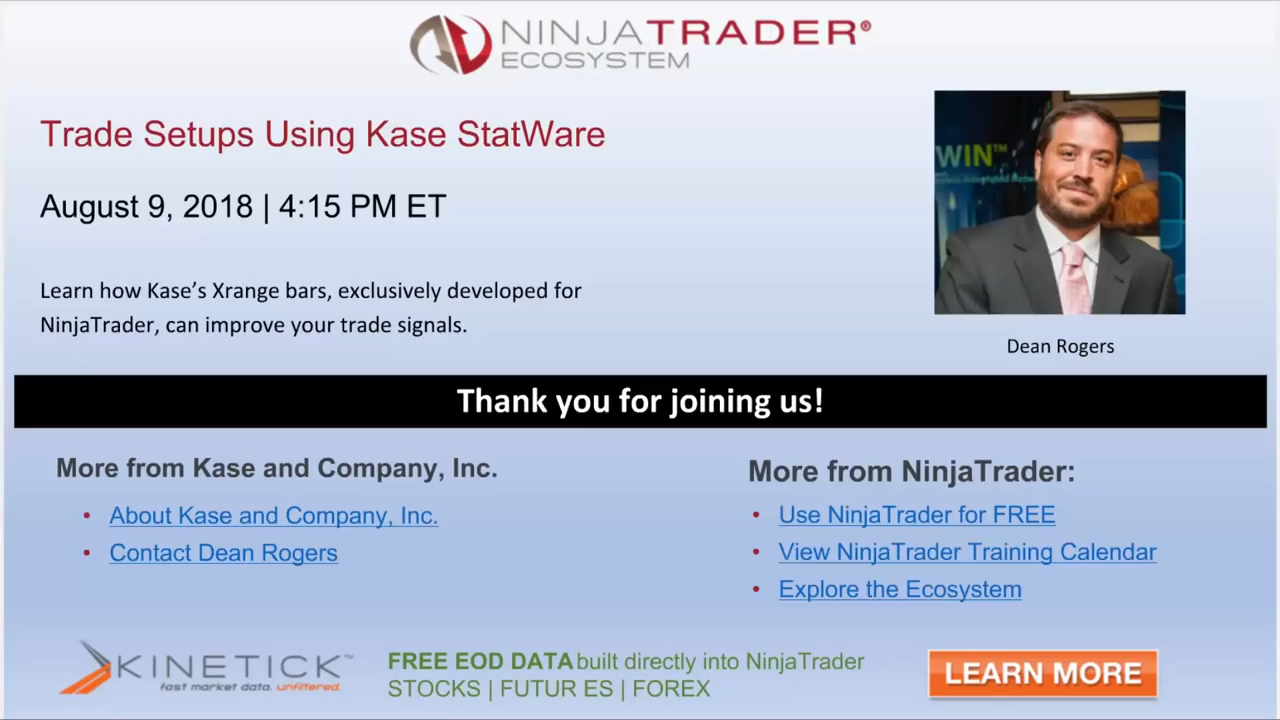 NINJATRADER®
ECOSYSTEM
Trade Setups Using Kase StatWare
August 9, 2018 | 4:15 PM ET
Learn how Kase's Xrange bars, exclusively developed for
NinjaTrader, can improve your trade signals.
WIN™
Dean Rogers
Thank you for joining us!
More from Kase and Company, Inc.
• About Kase and Company, Inc.
• Contact Dean Rogers
More from NinjaTrader:
• Use NinjaTrader for FREE
• View NinjaTrader Training Calendar
• Explore the Ecosystem
KINETICK™
fast market data. unfiltered.
FREE EOD DATA built directly into NinjaTrader
STOCKS | FUTUR ES | FOREX
LEARN MORE